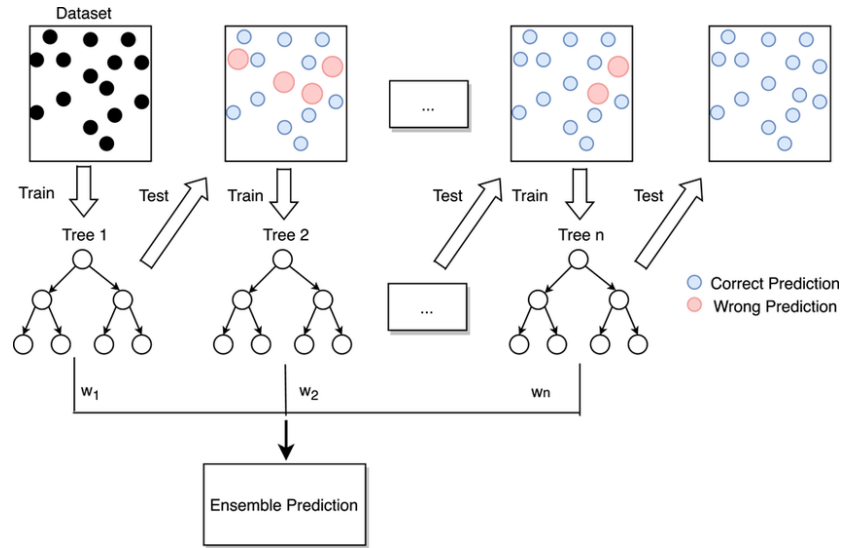 Dataset
...
Train
Test
Train
Test
Train
Test
Tree 1
Tree 2
Tree n
...
Correct Prediction
Wrong Prediction
w1
w2
wn
Ensemble Prediction